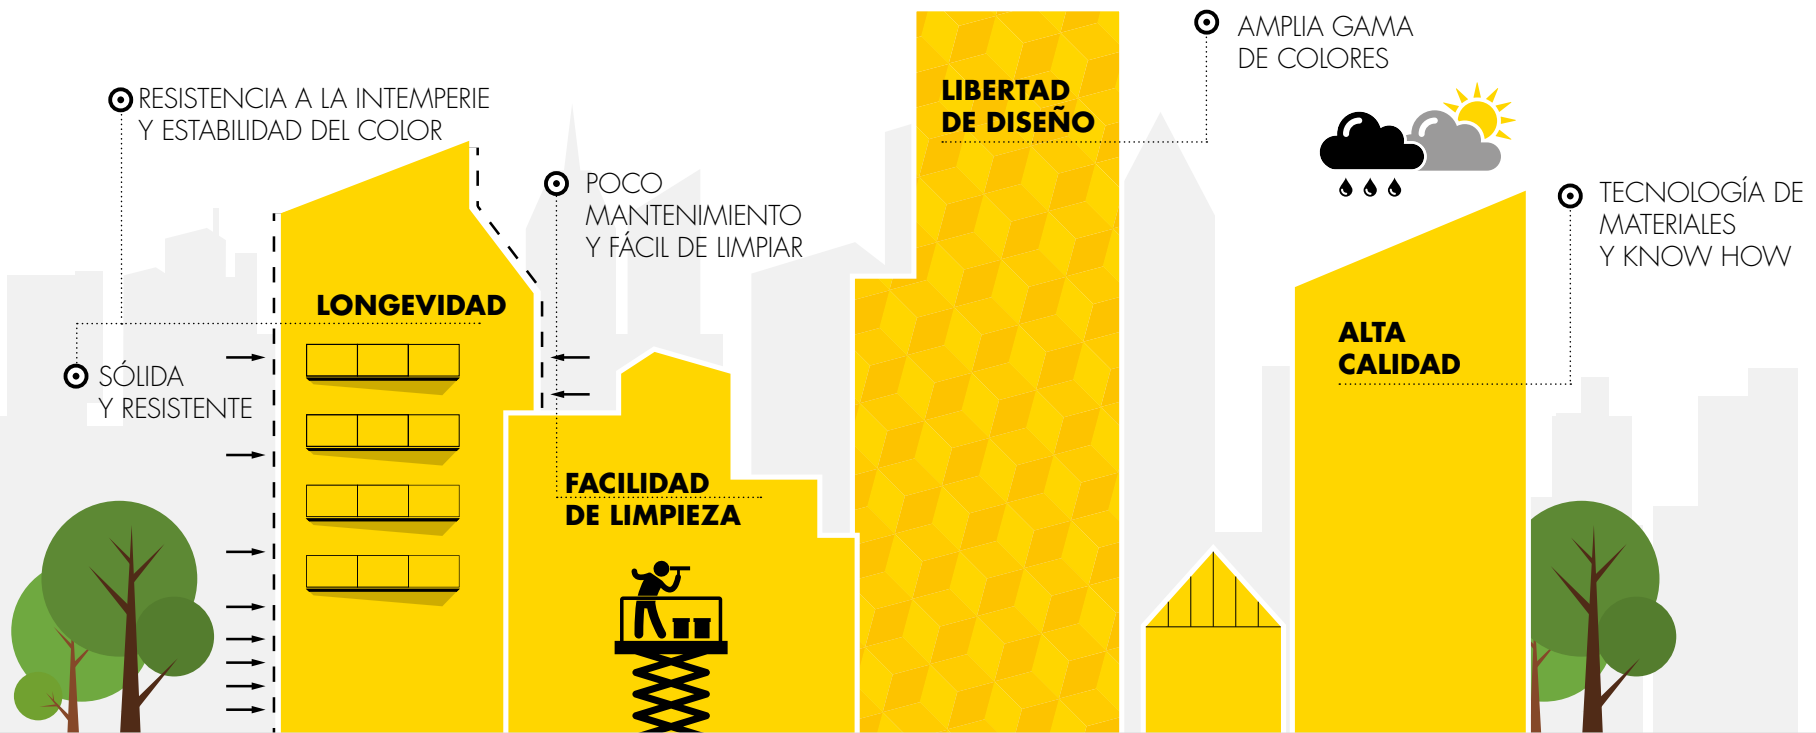 RESISTENCIA A LA INTEMPERIE
Y ESTABILIDAD DEL COLOR
LONGEVIDAD
SÓLIDA
Y RESISTENTE
POCO
MANTENIMIENTO
Y FÁCIL DE LIMPIAR
FACILIDAD
DE LIMPIEZA
LIBERTAD
DE DISEÑO
AMPLIA GAMA
DE COLORES
ALTA
CALIDAD
TECNOLOGÍA DE
MATERIALES
Y KNOW HOW